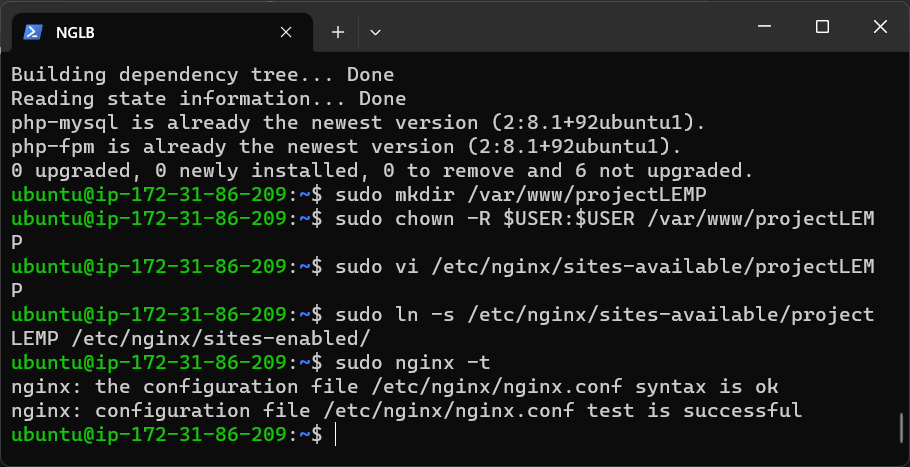 NGLB
Building dependency tree... Done
Reading state information... Done
php-mysql is already the newest version (2:8.1+92ubuntu1).
php-fpm is already the newest version (2:8.1+92ubuntu1).
0 upgraded, 0 newly installed, 0 to remove and 6 not upgraded.
ubuntu@ip-172-31-86-209:~$ sudo mkdir /var/www/projectLEMP
ubuntu@ip-172-31-86-209:~$ sudo chown -R $USER:$USER /var/www/projectLEM
P
ubuntu@ip-172-31-86-209:~$ sudo vi /etc/nginx/sites-available/projectLEM
P
ubuntu@ip-172-31-86-209:~$ sudo ln -s /etc/nginx/sites-available/project
LEMP /etc/nginx/sites-enabled/
ubuntu@ip-172-31-86-209:~$ sudo nginx -t
nginx: the configuration file /etc/nginx/nginx.conf syntax is ok
nginx: configuration file /etc/nginx/nginx.conf test is successful
ubuntu@ip-172-31-86-209:~$